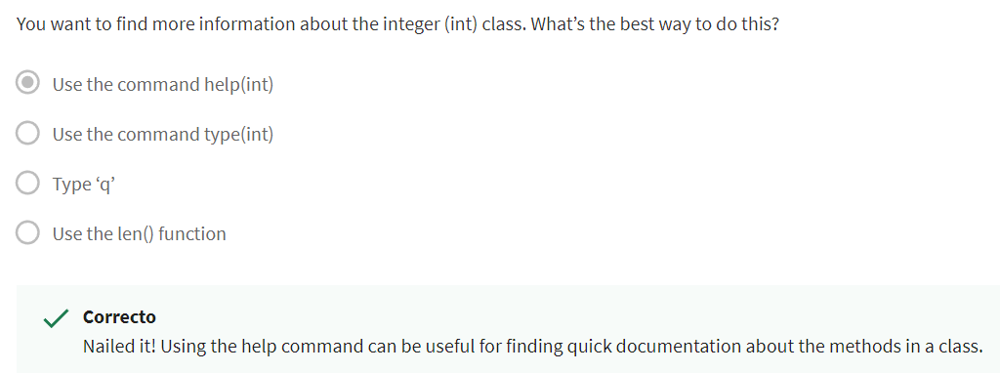 You want to find more information about the integer (int) class. What’s the best way to do this?
Use the command help(int)
Use the command type(int)
Type ‘q’
Use the len() function
Correcto
Nailed it! Using the help command can be useful for finding quick documentation about the methods in a class.